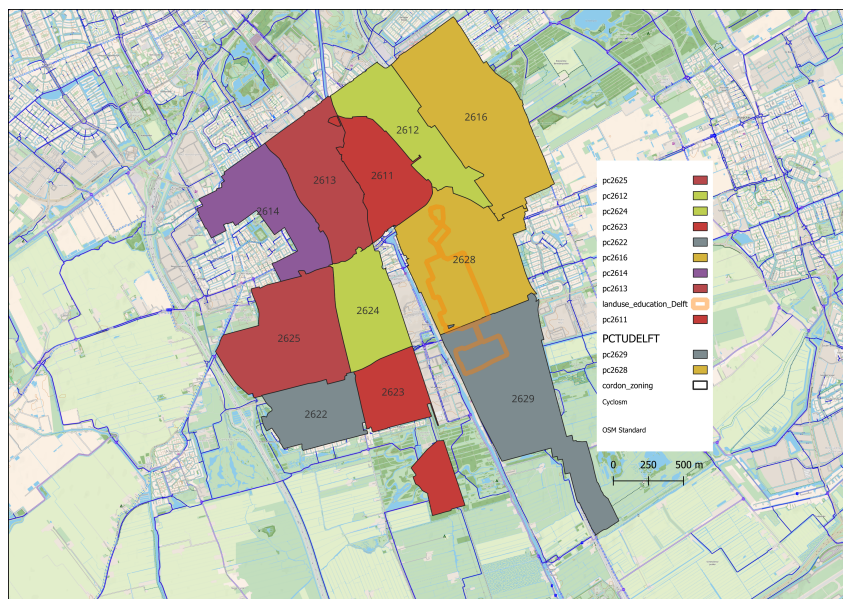 2616
2612
2611
2613
2614
2628
2624
2625
2623
2629
2622
pc2625
pc2612
pc2624
pc2623
pc2622
pc2616
pc2614
pc2613
landuse_education_Delft
pc2611
PCTUDELFT
pc2629
pc2628
cordon_zoning
Cyclosm
OSM Standard
0 250 500 m